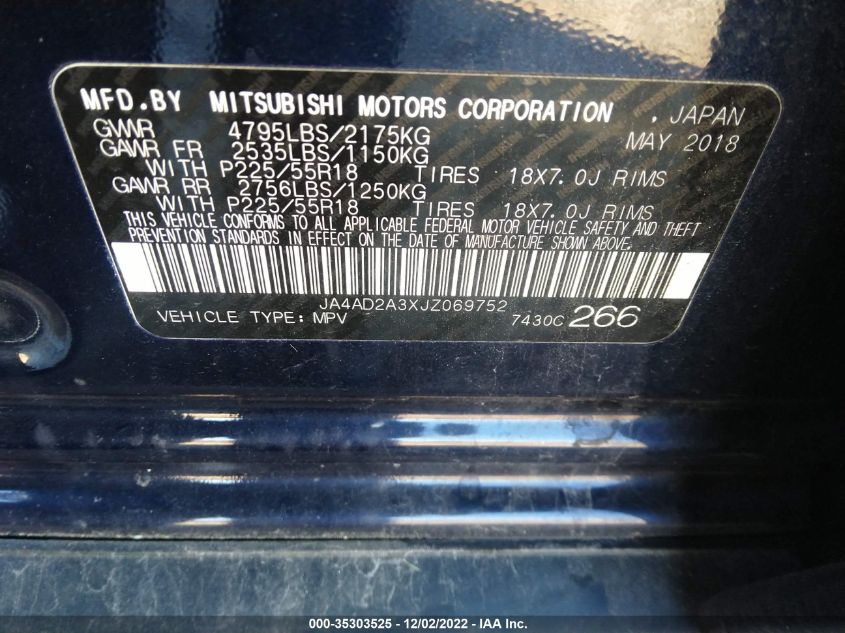 MFD.BY MITSUBISHI MOTORS CORPORATION , JAPAN
GVWR 4795LBS/2175KG MAY 2018
GAWR FR 2535LBS/1150KG
WITH P225/55R18 TIRES 18X7.0J RIMS
GAWR RR 2756LBS/1250KG
WITH P225/55R18 TIRES 18X7.0J RIMS
THIS VEHICLE CONFORMS TO ALL APPLICABLE FEDERAL MOTOR VEHICLE SAFETY AND THEFT
PREVENTION STANDARDS IN EFFECT ON THE DATE OF MANUFACTURE SHOWN ABOVE.
JA4AD2A3XJZ069752
VEHICLE TYPE: MPV 7430C 266
000-35303525 - 12/02/2022 - IAA Inc.